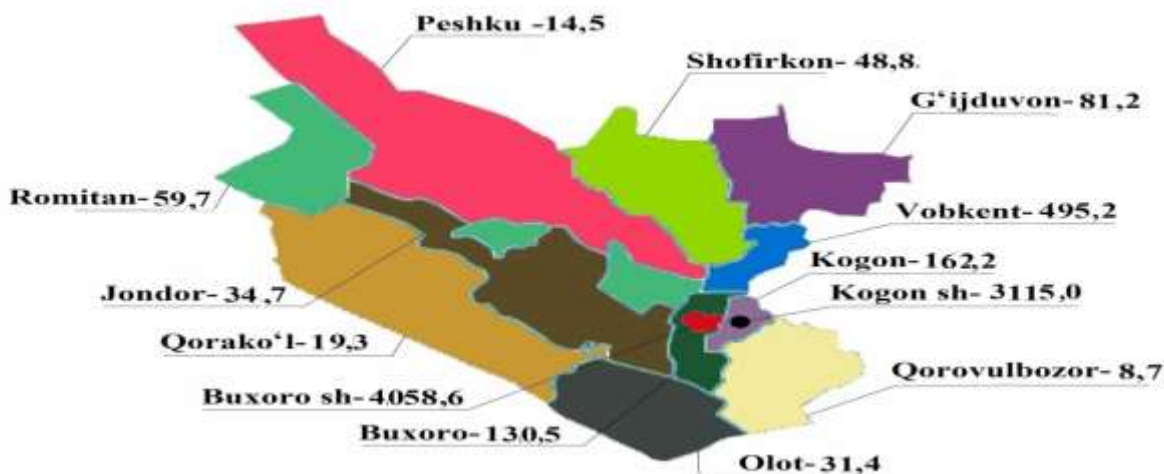 Peshku -14,5
Shofirkon- 48,8
G‘ijduvon- 81,2
Romitan- 59,7
Vobkent- 495,2
Kogon- 162,2
Jondor- 34,7
Kogon sh- 3115,0
Qorako‘l- 19,3
Qorovulbozor- 8,7
Buxoro sh- 4058,6
Buxoro- 130,5
Olot- 31,4